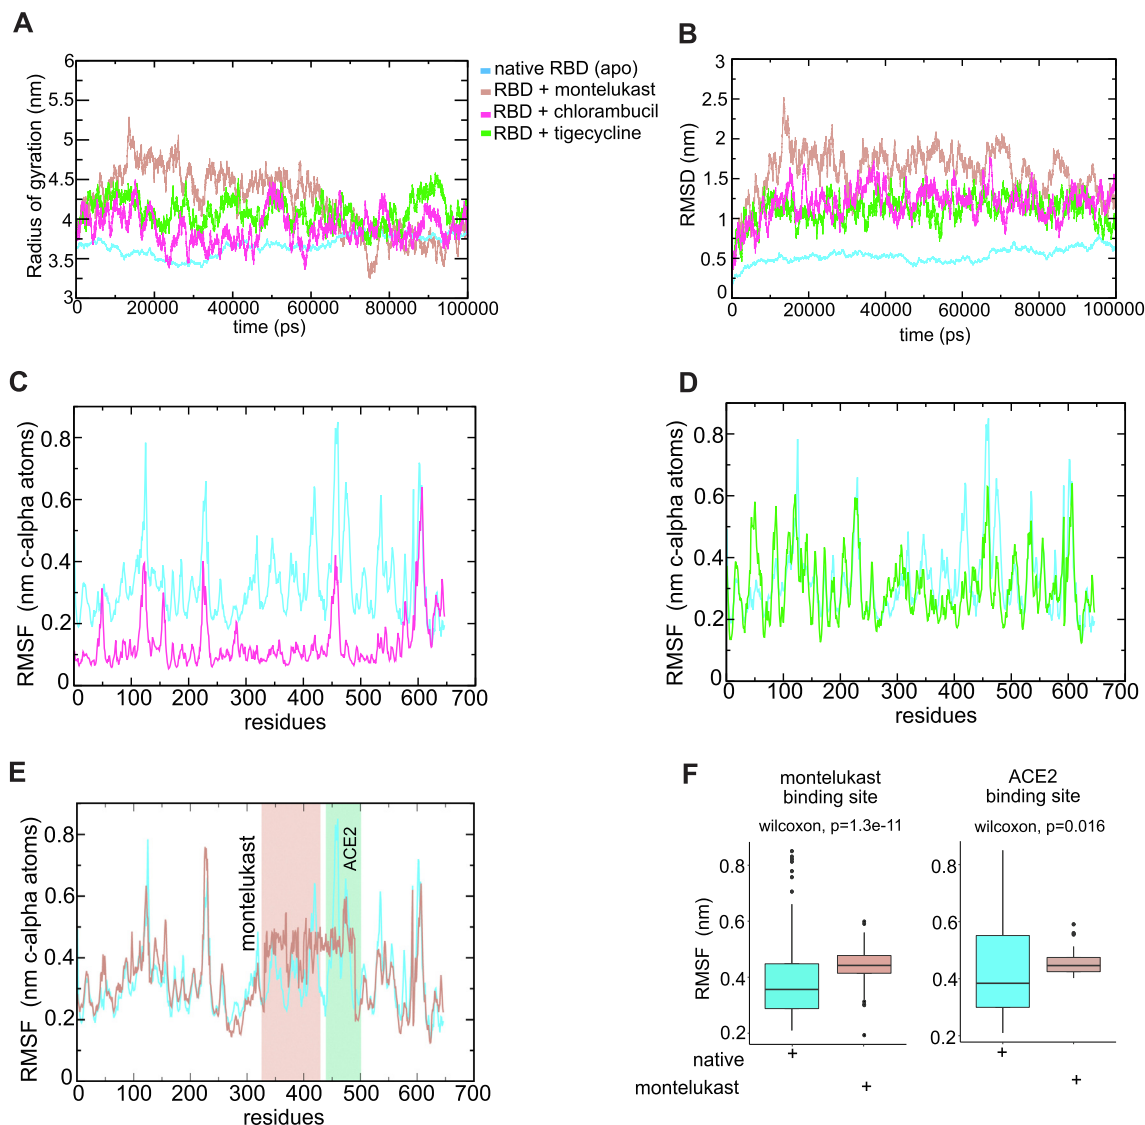 A
6
5.5
5
4.5
4
3.5
3
Radius of gyration (nm)
0
20000
40000
60000
80000
100000
time (ps)
native RBD (apo)
RBD + montelukast
RBD + chlorambucil
RBD + tigecycline
B
3
2.5
2
1.5
1
0.5
0
RMSD (nm)
0
20000
40000
60000
80000
100000
time (ps)
C
0.8
0.6
0.4
0.2
0
RMSF (nm c-alpha atoms)
0
100
200
300
400
500
600
700
residues
D
0.8
0.6
0.4
0.2
0
RMSF (nm c-alpha atoms)
0
100
200
300
400
500
600
700
residues
E
0.8
0.6
0.4
0.2
0
RMSF (nm c-alpha atoms)
montelukast
ACE2
0
100
200
300
400
500
600
700
residues
F
montelukast
binding site
wilcoxon, p=1.3e-11
0.8
0.6
0.4
0.2
RMSF (nm)
ACE2
binding site
wilcoxon, p=0.016
0.8
0.6
0.4
0.2
native + +
montelukast + +